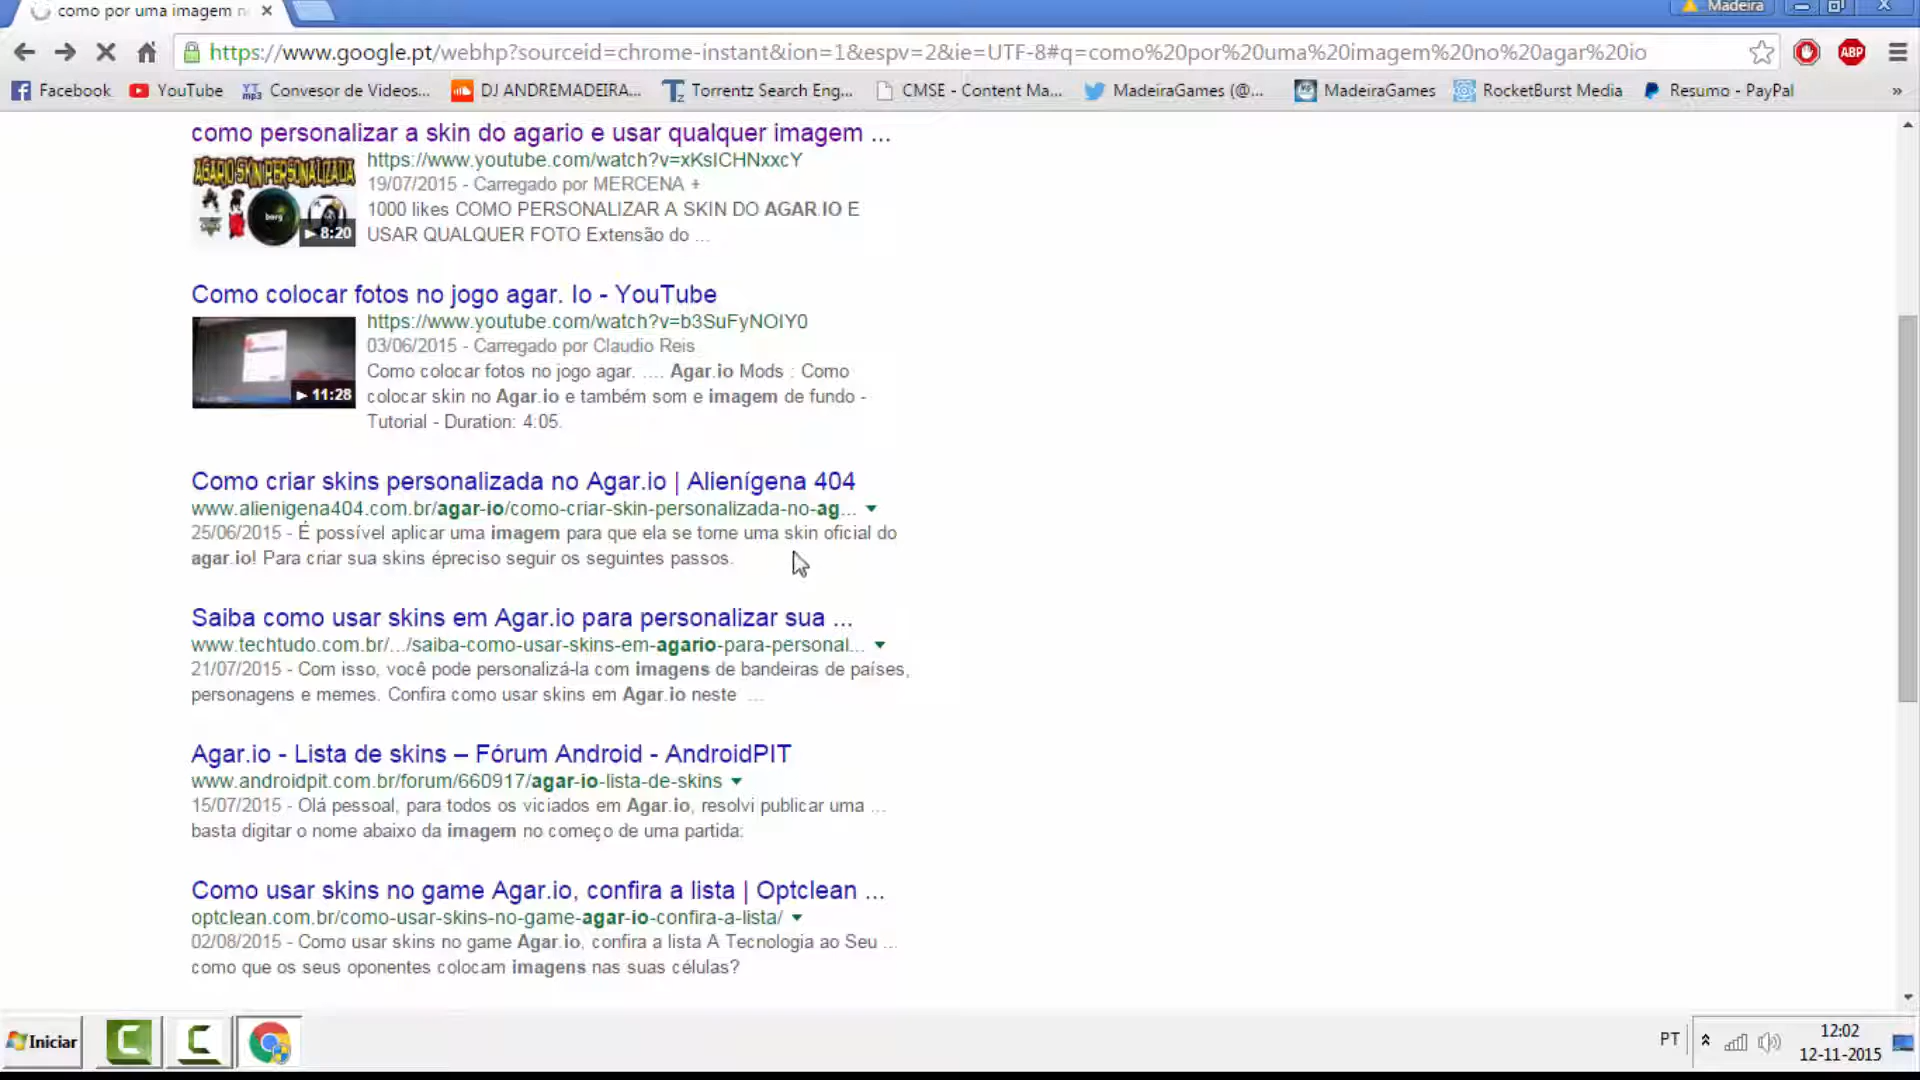 como por uma imagem n
Madeira
https://www.google.pt/webhp?sourceid=chrome-instant&ion=1&espv=2&ie=UTF-8#q=como%20por%20uma%20imagem%20no%20agar%20io
ABP
Facebook YouTube Convesor de Videos... DJ ANDREMADEIRA... Torrentz Search Eng... CMSE - Content Ma... MadeiraGames (@... MadeiraGames RocketBurst Media Resumo - PayPal »
como personalizar a skin do agario e usar qualquer imagem ...
AGARIO SKIN PERSONALIZADA
8:20
https://www.youtube.com/watch?v=xKsICHNxxcY
19/07/2015 - Carregado por MERCENA +
1000 likes COMO PERSONALIZAR A SKIN DO AGAR.IO E
USAR QUALQUER FOTO Extensão do ...
Como colocar fotos no jogo agar. Io - YouTube
11:28
https://www.youtube.com/watch?v=b3SuFyNOIY0
03/06/2015 - Carregado por Claudio Reis
Como colocar fotos no jogo agar. .... Agar.io Mods : Como
colocar skin no Agar.io e também som e imagem de fundo -
Tutorial - Duration: 4:05.
Como criar skins personalizada no Agar.io | Alienígena 404
www.alienigena404.com.br/agar-io/como-criar-skin-personalizada-no-ag...
25/06/2015 - É possível aplicar uma imagem para que ela se torne uma skin oficial do
agar.io! Para criar sua skins épreciso seguir os seguintes passos.
Saiba como usar skins em Agar.io para personalizar sua ...
www.techtudo.com.br/.../saiba-como-usar-skins-em-agario-para-personal...
21/07/2015 - Com isso, você pode personalizá-la com imagens de bandeiras de países,
personagens e memes. Confira como usar skins em Agar.io neste ...
Agar.io - Lista de skins – Fórum Android - AndroidPIT
www.androidpit.com.br/forum/660917/agar-io-lista-de-skins
15/07/2015 - Olá pessoal, para todos os viciados em Agar.io, resolvi publicar uma ...
basta digitar o nome abaixo da imagem no começo de uma partida:
Como usar skins no game Agar.io, confira a lista | Optclean ...
optclean.com.br/como-usar-skins-no-game-agar-io-confira-a-lista/
02/08/2015 - Como usar skins no game Agar.io, confira a lista A Tecnologia ao Seu ...
como que os seus oponentes colocam imagens nas suas células?
Iniciar
PT
12:02
12-11-2015